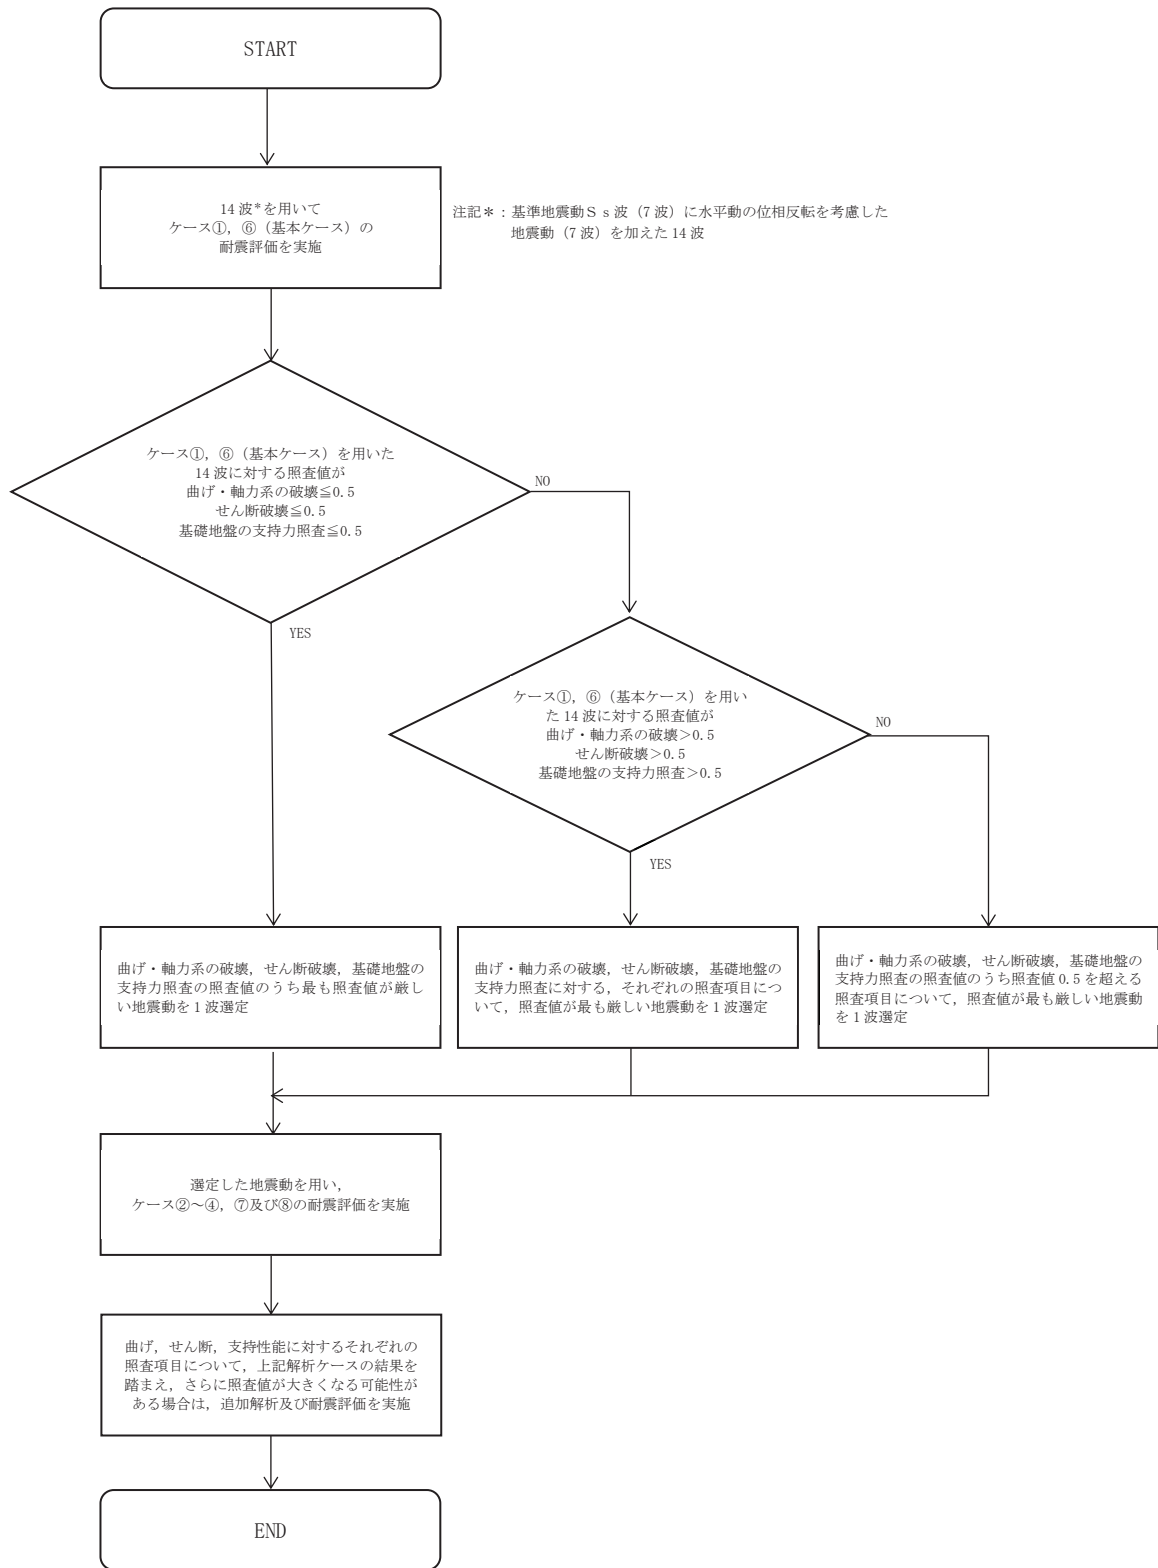 START
14 波*を用いて
ケース①,⑥(基本ケース)の
耐震評価を実施
注記*:基準地震動Ss波(7波)に水平動の位相反転を考慮した
地震動(7波)を加えた 14 波
ケース①,⑥(基本ケース)を用いた
14 波に対する照査値が
曲げ・軸力系の破壊≦0.5
せん断破壊≦0.5
基礎地盤の支持力照査≦0.5
NO
YES
ケース①,⑥(基本ケース)を用い
た 14 波に対する照査値が
曲げ・軸力系の破壊>0.5
せん断破壊>0.5
基礎地盤の支持力照査>0.5
NO
YES
曲げ・軸力系の破壊,せん断破壊,基礎地盤の
支持力照査の照査値のうち最も照査値が厳し
い地震動を 1 波選定
曲げ・軸力系の破壊,せん断破壊,基礎地盤の
支持力照査に対する,それぞれの照査項目につ
いて,照査値が最も厳しい地震動を 1 波選定
曲げ・軸力系の破壊,せん断破壊,基礎地盤の
支持力照査の照査値のうち照査値 0.5 を超える
照査項目について,照査値が最も厳しい地震動
を 1 波選定
選定した地震動を用い,
ケース②~④,⑦及び⑧の耐震評価を実施
曲げ,せん断,支持性能に対するそれぞれの
照査項目について,上記解析ケースの結果を
踏まえ,さらに照査値が大きくなる可能性が
ある場合は,追加解析及び耐震評価を実施
END